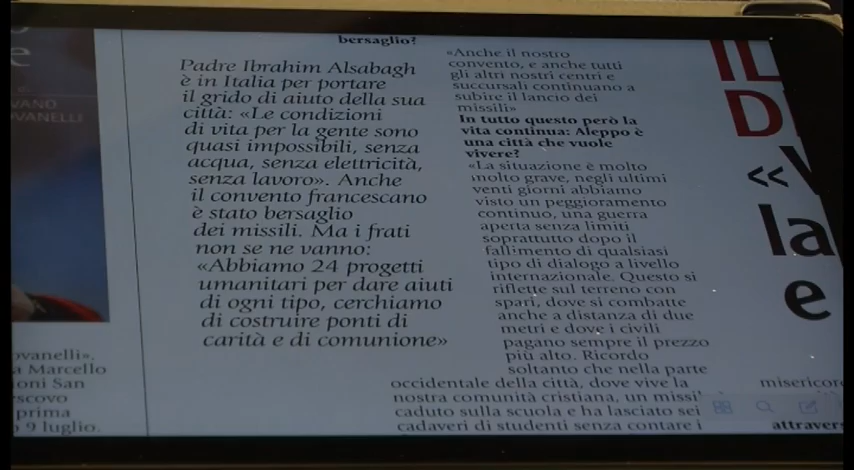 VANO
OVANELLI
ovanelli».
a Marcello
oni San
scovo
prima
9 luglio.
Padre Ibrahim Alsabagh
è in Italia per portare
il grido di aiuto della sua
città: «Le condizioni
di vita per la gente sono
quasi impossibili, senza
acqua, senza elettricità,
senza lavoro». Anche
il convento francescano
è stato bersaglio
dei missili. Ma i frati
non se ne vanno:
«Abbiamo 24 progetti
umanitari per dare aiuti
di ogni tipo, cerchiamo
di costruire ponti di
carità e di comunione»
bersaglio?
«Anche il nostro
convento, e anche tutti
gli altri nostri centri e
succursali continuano a
subire il lancio dei
missili»
In tutto questo però la
vita continua: Aleppo è
una città che vuole
vivere?
«La situazione è molto
molto grave, negli ultimi
venti giorni abbiamo
visto un peggioramento
continuo, una guerra
aperta senza limiti
soprattutto dopo il
fallimento di qualsiasi
tipo di dialogo a livello
internazionale. Questo si
riflette sul terreno con
spari, dove si combatte
anche a distanza di due
metri e dove i civili
pagano sempre il prezzo
più alto. Ricordo
soltanto che nella parte
occidentale della città, dove vive la
nostra comunità cristiana, un missi
caduto sulla scuola e ha lasciato sei
cadaveri di studenti senza contare i
IL
D
«V
la
e
misericor
attravers